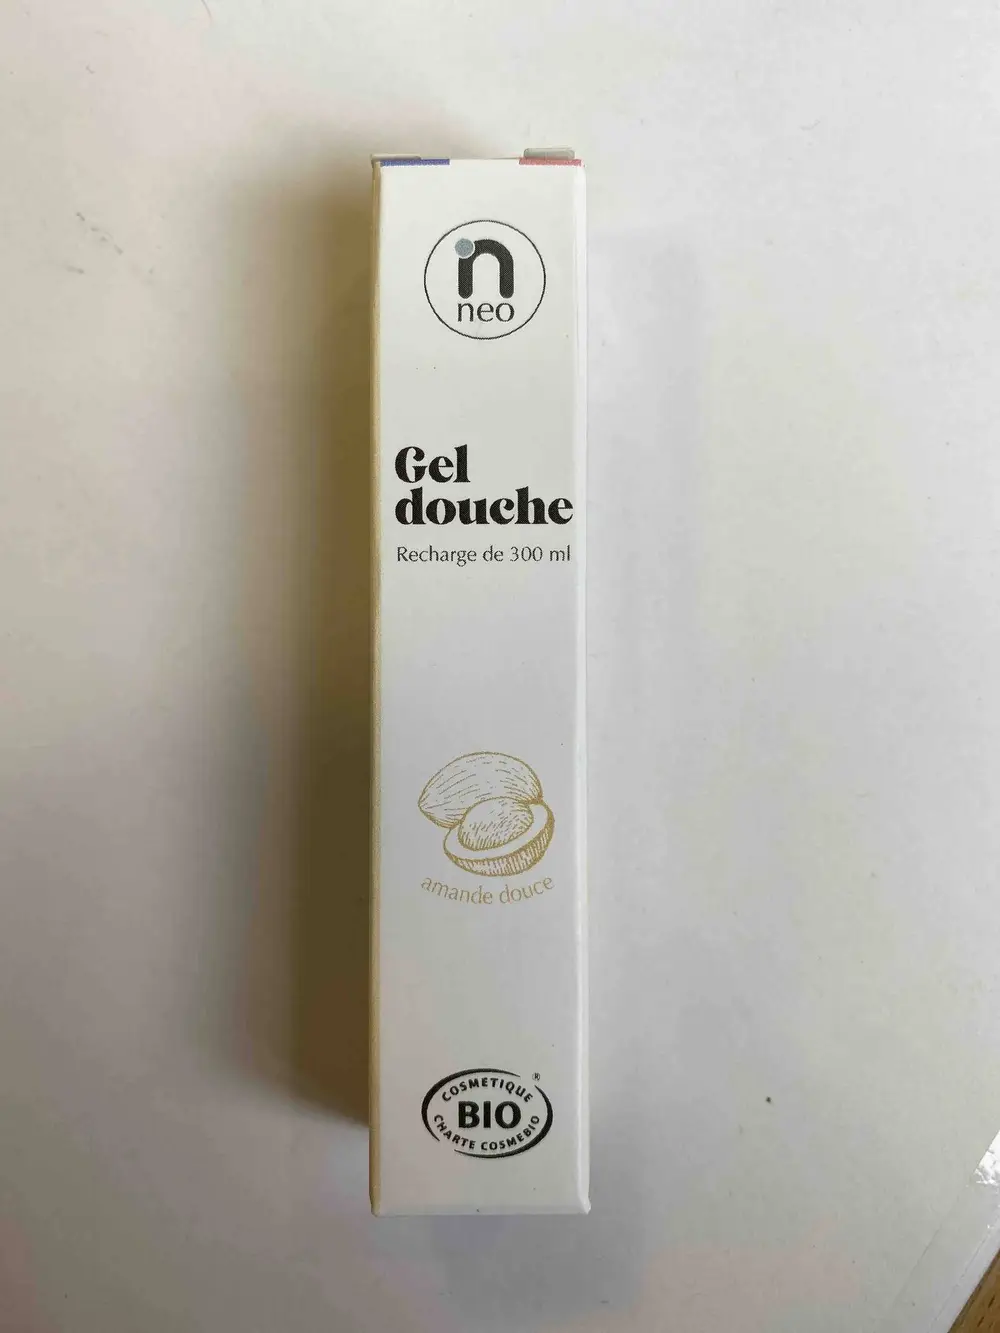 n
neo
Gel
douche
Recharge de 300 ml
amande douce
COSMETIQUE ®
BIO
CHARTE COSMEBIO